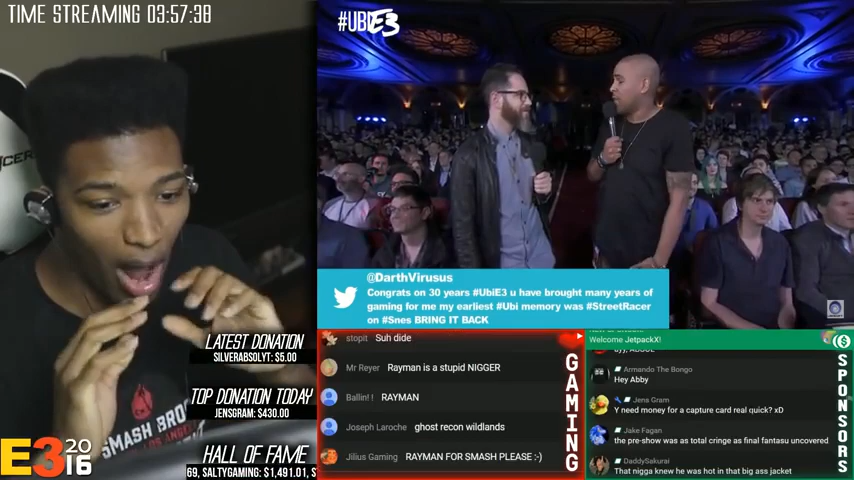 TIME STREAMING 03:57:38
#UBIE3
CER
@DarthVirusus
Congrats on 30 years #UbiE3 u have brought many years of
gaming for me my earliest #Ubi memory was #StreetRacer
on #Snes BRING IT BACK
LATEST DONATION
SILVERABSOLYT: $5.00
TOP DONATION TODAY
JENSGRAM: $430.00
HALL OF FAME
69, SALTYGAMING: $1,491.01,
E3 2016
SMASH BRO
LOS ANGELES
stopit Suh dide
Mr Reyer Rayman is a stupid NIGGER
Ballin! ! RAYMAN
Joseph Laroche ghost recon wildlands
Jilius Gaming RAYMAN FOR SMASH PLEASE :-)
GAMING
Welcome JetpackX!
Armando The Bongo
Hey Abby
Jena Gram
Y need money for a capture card real quick? xD
Jake Fagan
the pre-show was as total cringe as final fantasu uncovered
DaddySakurai
That nigga knew he was hot in that big ass jacket
SPONSORS